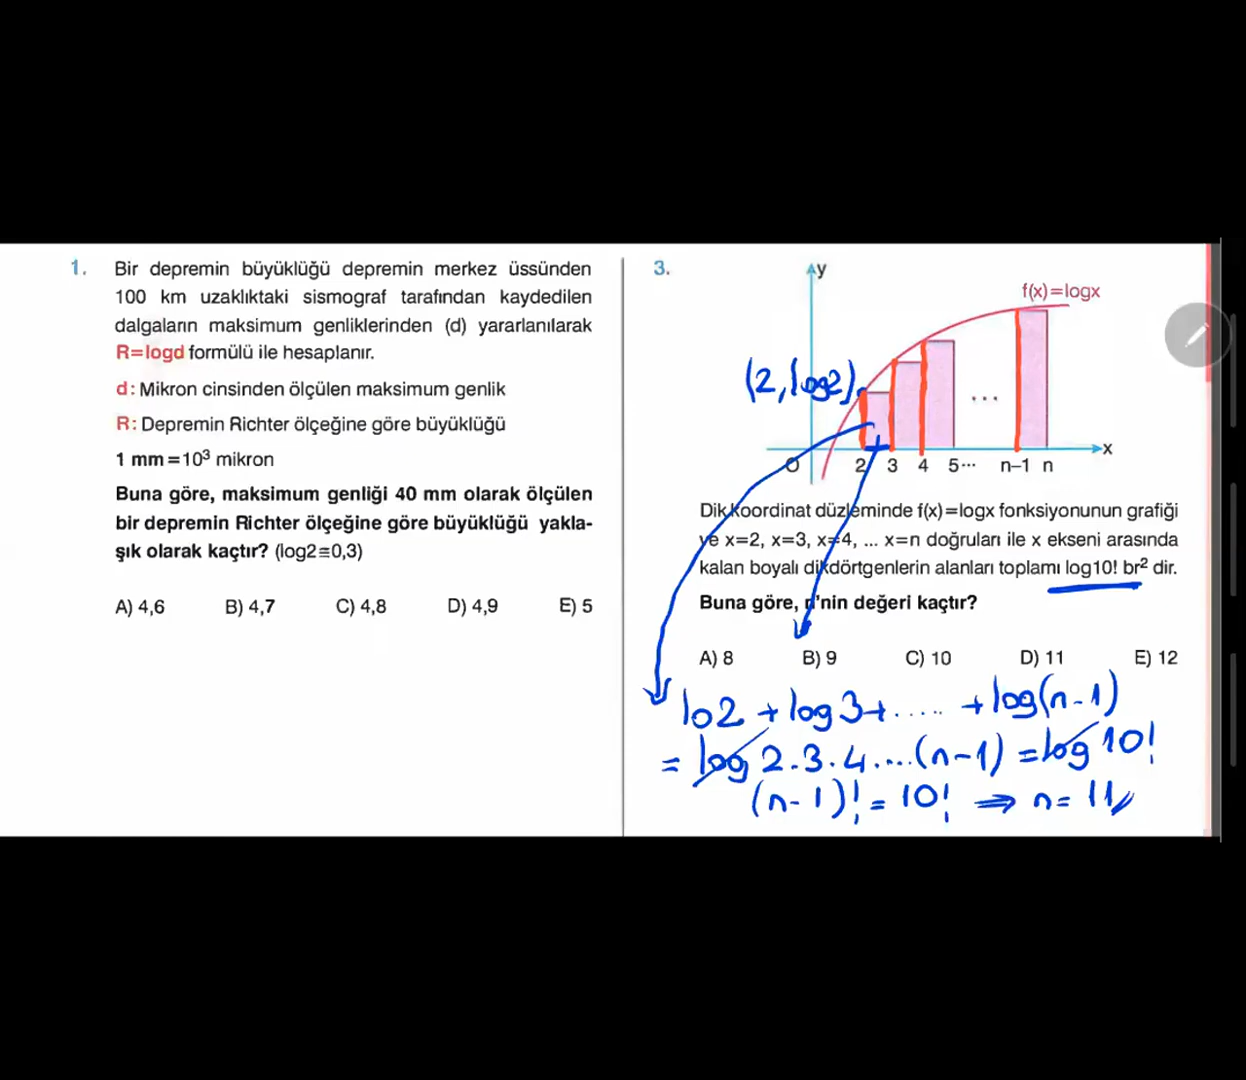 1. Bir depremin büyüklüğü depremin merkez üssünden
100 km uzaklıktaki sismograf tarafından kaydedilen
dalgaların maksimum genliklerinden (d) yararlanılarak
R=logd formülü ile hesaplanır.
d: Mikron cinsinden ölçülen maksimum genlik
R: Depremin Richter ölçeğine göre büyüklüğü
1 mm=10³ mikron
Buna göre, maksimum genliği 40 mm olarak ölçülen
bir depremin Richter ölçeğine göre büyüklüğü yakla-
şık olarak kaçtır? (log2≅0,3)
A) 4,6 B) 4,7 C) 4,8 D) 4,9 E) 5
3.
y
f(x)=logx
(2, log2)
...
x
O 2 3 4 5... n–1 n
Dik koordinat düzleminde f(x)=logx fonksiyonunun grafiği
ve x=2, x=3, x=4, ... x=n doğruları ile x ekseni arasında
kalan boyalı dikdörtgenlerin alanları toplamı log10! br² dir.
Buna göre, n'nin değeri kaçtır?
A) 8 B) 9 C) 10 D) 11 E) 12
lo2 + log3+ ..... + log(n-1)
= log 2.3.4....(n-1) = log 10!
(n-1)! = 10! ⇒ n= 11
1